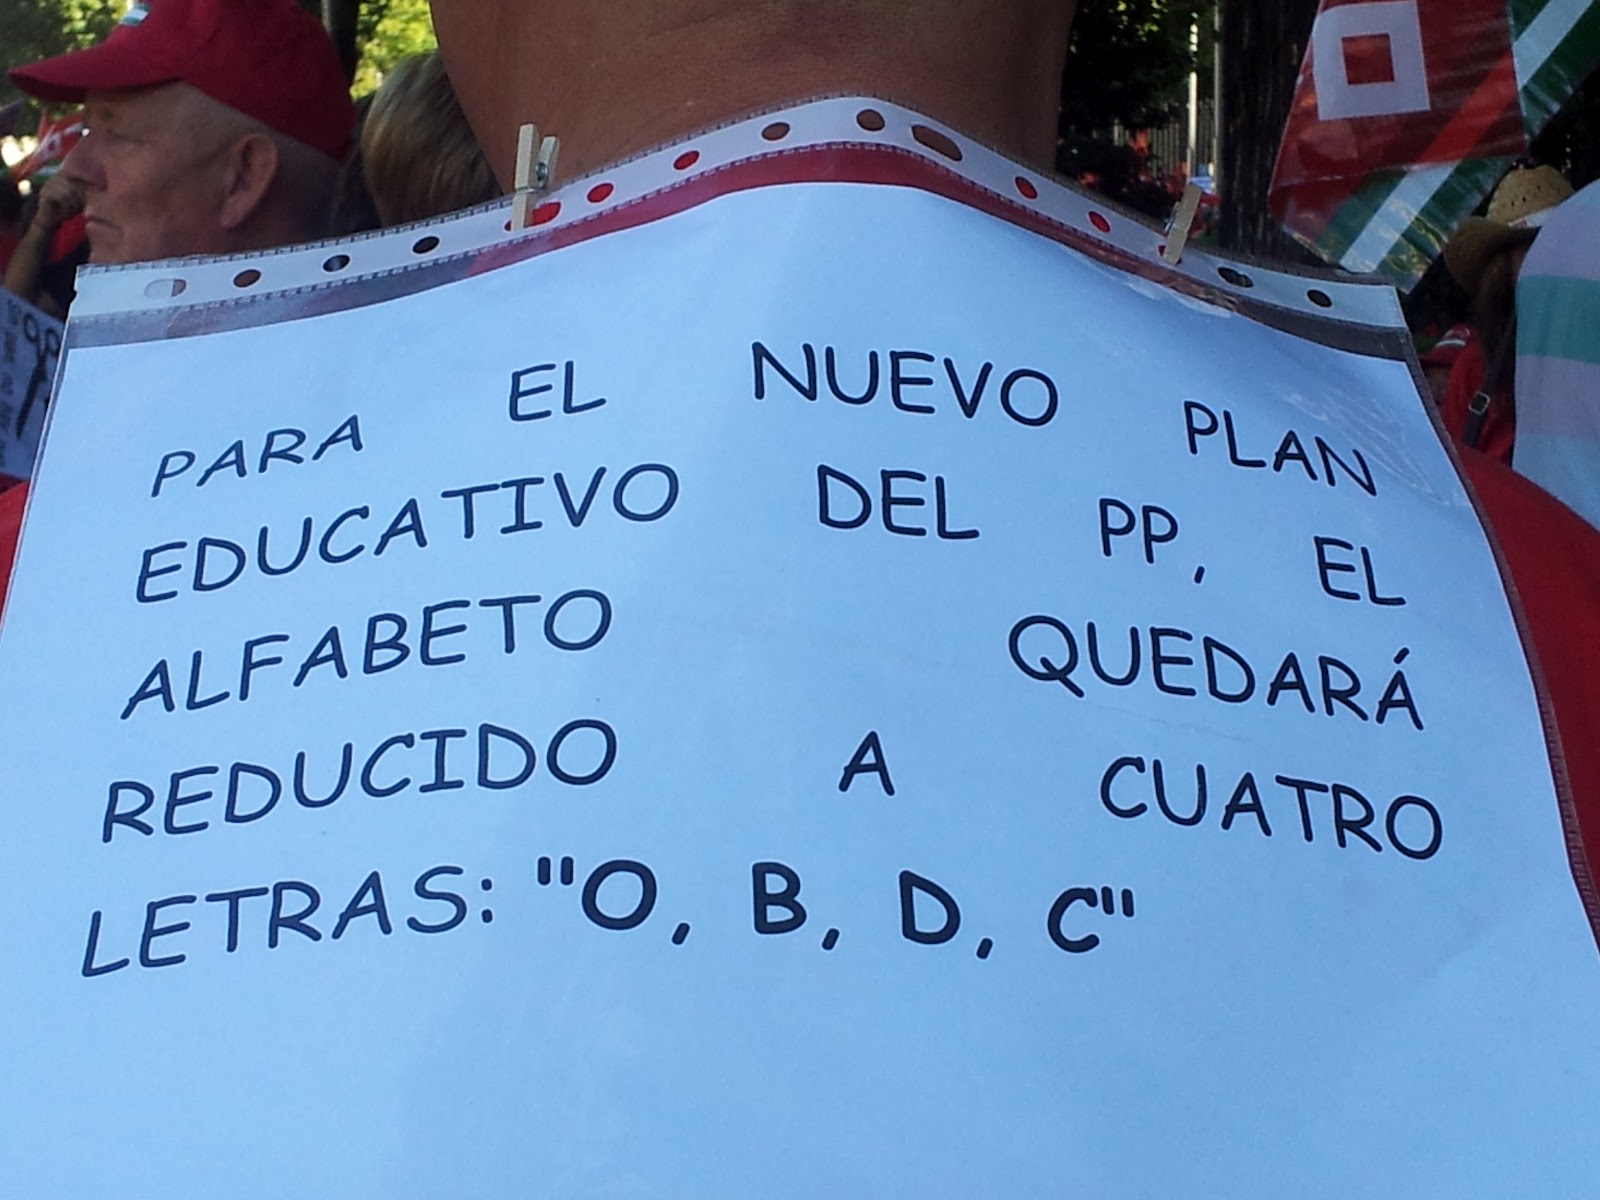 PARA EL NUEVO PLAN
EDUCATIVO DEL PP, EL
ALFABETO QUEDARÁ
REDUCIDO A CUATRO
LETRAS: "O, B, D, C"